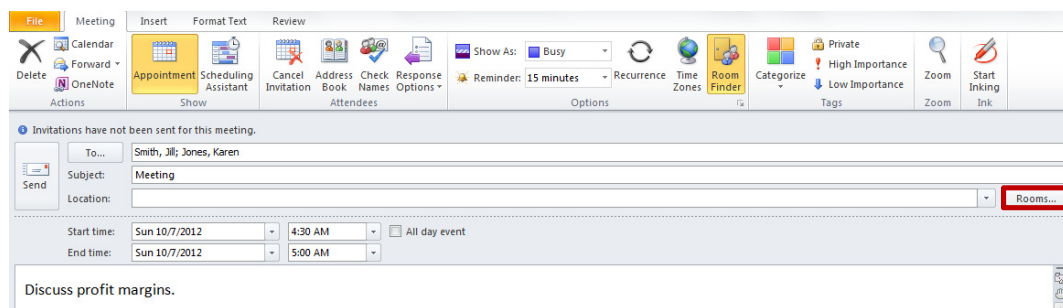 File Meeting Insert Format Text Review
Delete
Calendar
Forward
OneNote
Actions
Appointment
Scheduling
Assistant
Show
Cancel
Invitation
Address
Book
Check
Names
Response
Options
Attendees
Show As: Busy
Reminder: 15 minutes
Recurrence
Time
Zones
Room
Finder
Options
Categorize
Private
High Importance
Low Importance
Tags
Zoom
Zoom
Start
Inking
Ink
Invitations have not been sent for this meeting.
Send
To... Smith, Jill; Jones, Karen
Subject: Meeting
Location: Rooms...
Start time: Sun 10/7/2012 4:30 AM All day event
End time: Sun 10/7/2012 5:00 AM
Discuss profit margins.